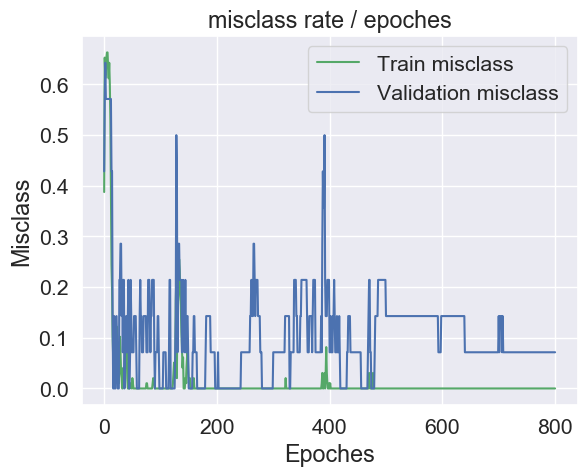 misclass rate / epoches
Train misclass
Validation misclass
0.6
0.5
0.4
0.3
0.2
0.1
0.0
Misclass
0 200 400 600 800
Epoches